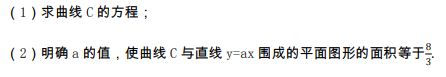 (1)求曲线 C 的方程；
(2)明确 a 的值，使曲线 C 与直线 y=ax 围成的平面图形的面积等于8/3.